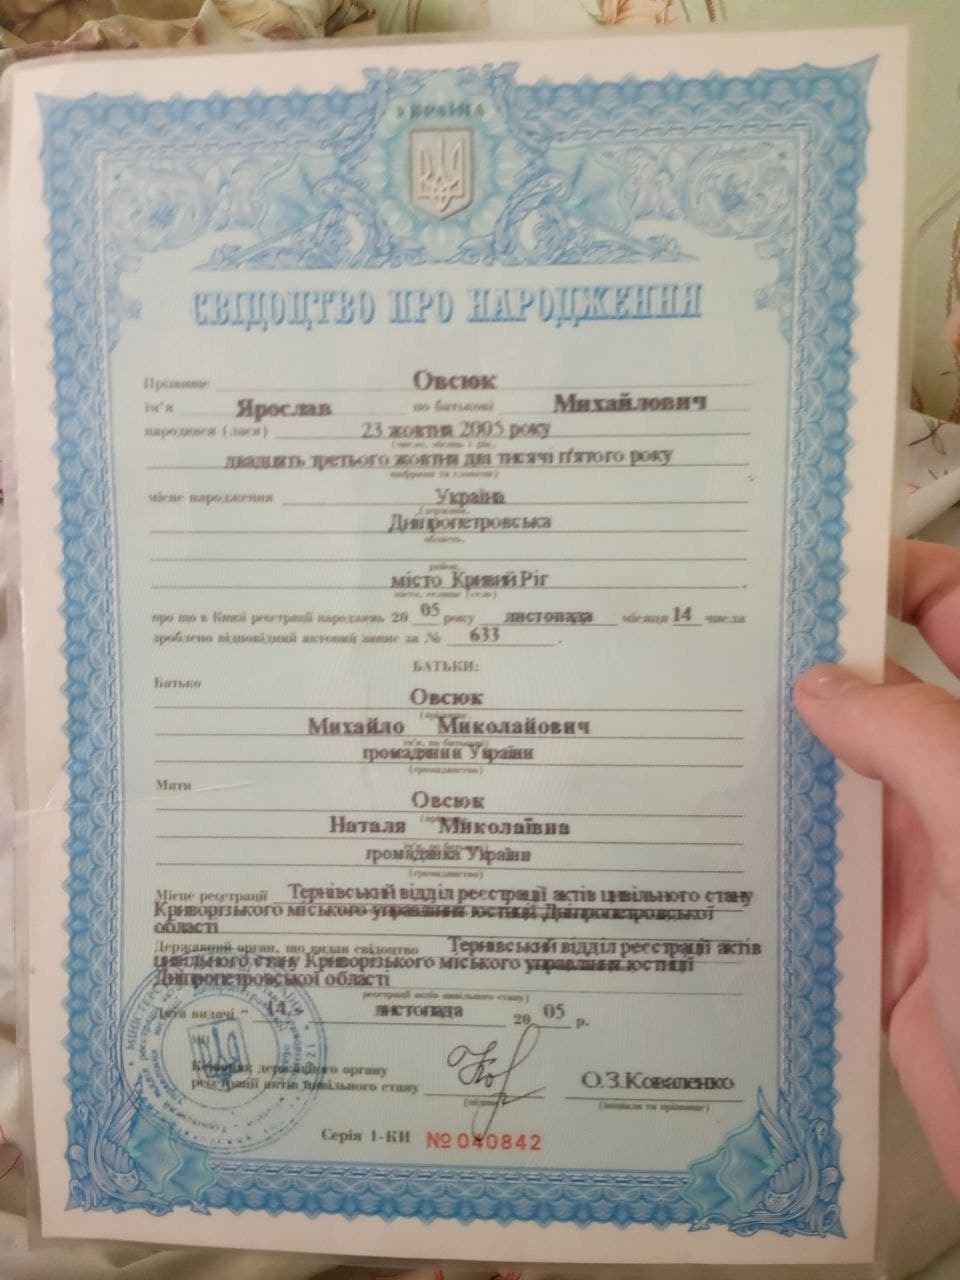 УКРАЇНА
СВІДОЦТВО ПРО НАРОДЖЕННЯ
Прізвище Овсюк
ім'я Ярослав по батькові Михайлович
народився (лася) 23 жовтня 2005 року
(число, місяць і рік,
двадцять третього жовтня дві тисячі п'ятого року
цифрами та словами)
місце народження Україна
(держава,
Дніпропетровська
область,
район,
місто Кривий Ріг
місто, селище (село)
про що в Книзі реєстрації народжень 20 05 року листопада місяця 14 числа
зроблено відповідний актовий запис за № 633
БАТЬКИ:
Батько
Овсюк
(прізвище,
Михайло Миколайович
ім'я, по батькові)
громадянин України
(громадянство)
Мати
Овсюк
Наталя Миколаївна
ім'я, по батькові)
громадянка України
(громадянство)
Місце реєстрації Тернівський відділ реєстрації актів цивільного стану
Криворізького міського управління юстиції Дніпропетровської
області
Державний орган, що видав свідоцтво Тернівський відділ реєстрації актів
цивільного стану Криворізького міського управління юстиції
Дніпропетровської області
реєстрації актів цивільного стану)
Дата видачі " 14 листопада 20 05 р.
МП
Керівник державного органу
реєстрації актів цивільного стану О.З.Коваленко
(підпис) (ініціали та прізвище)
Серія 1-КИ №040842